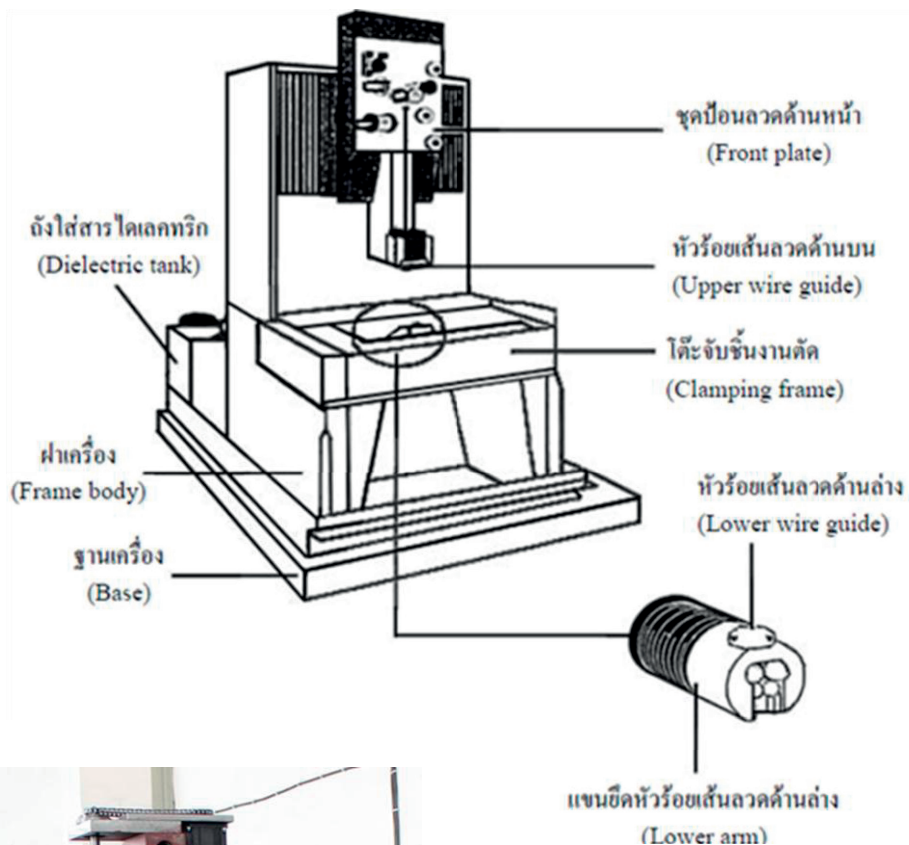 ชุดป้อนลวดด้านหน้า
(Front plate)
ถังใส่สารไดเลคทริก
(Dielectric tank)
หัวร้อยเส้นลวดด้านบน
(Upper wire guide)
โต๊ะจับชิ้นงานตัด
(Clamping frame)
ฝาเครื่อง
(Frame body)
หัวร้อยเส้นลวดด้านล่าง
(Lower wire guide)
ฐานเครื่อง
(Base)
แขนยึดหัวร้อยเส้นลวดด้านล่าง
(Lower arm)